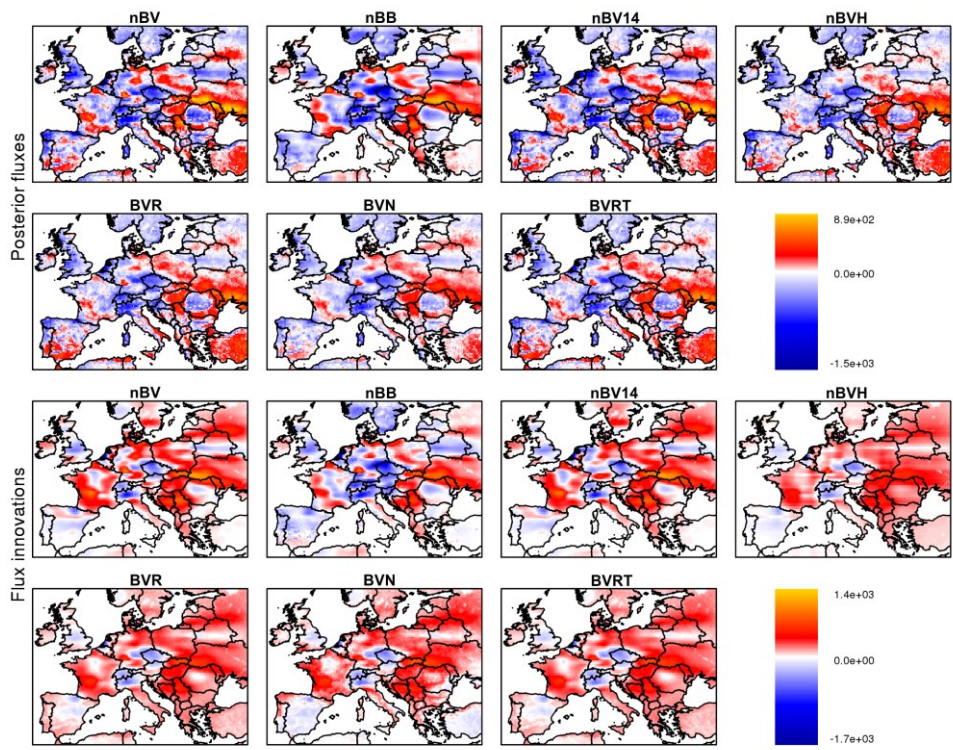 nBV nBB nBV14 nBVH
Posterior fluxes
BVR BVN BVRT
8.9e+02
0.0e+00
-1.5e+03
nBV nBB nBV14 nBVH
Flux innovations
BVR BVN BVRT
1.4e+03
0.0e+00
-1.7e+03